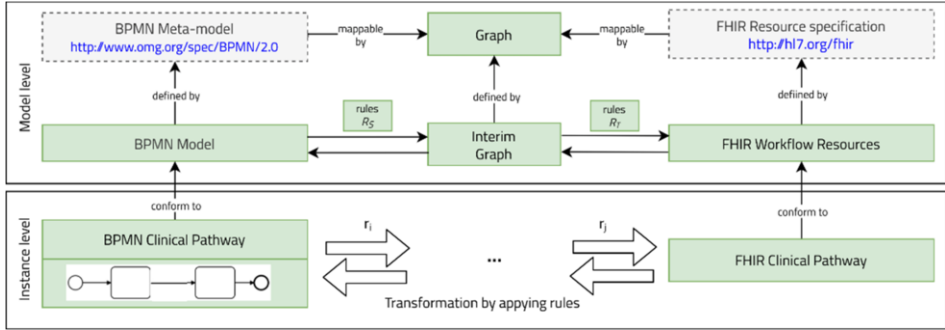 Model level
BPMN Meta-model
http://www.omg.org/spec/BPMN/2.0
mappable
by
Graph
mappable
by
FHIR Resource specification
http://hl7.org/fhir
defined by
defined by
defiined by
BPMN Model
rules
R_S
Interim
Graph
rules
R_T
FHIR Workflow Resources
Instance level
conform to
conform to
BPMN Clinical Pathway
r_i
...
r_j
FHIR Clinical Pathway
Transformation by appying rules